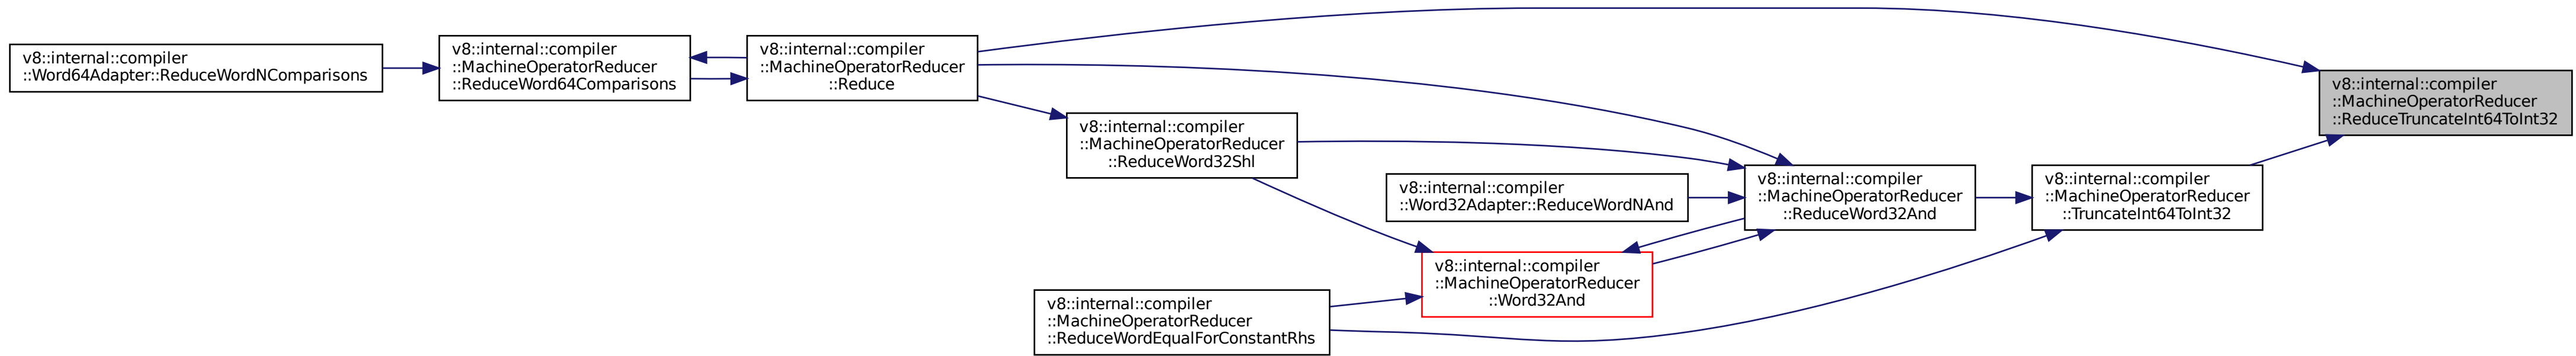 v8::internal::compiler
::Word64Adapter::ReduceWordNComparisons
v8::internal::compiler
::MachineOperatorReducer
::ReduceWord64Comparisons
v8::internal::compiler
::MachineOperatorReducer
::Reduce
v8::internal::compiler
::MachineOperatorReducer
::ReduceWord32Shl
v8::internal::compiler
::MachineOperatorReducer
::ReduceWordEqualForConstantRhs
v8::internal::compiler
::Word32Adapter::ReduceWordNAnd
v8::internal::compiler
::MachineOperatorReducer
::Word32And
v8::internal::compiler
::MachineOperatorReducer
::ReduceWord32And
v8::internal::compiler
::MachineOperatorReducer
::TruncateInt64ToInt32
v8::internal::compiler
::MachineOperatorReducer
::ReduceTruncateInt64ToInt32